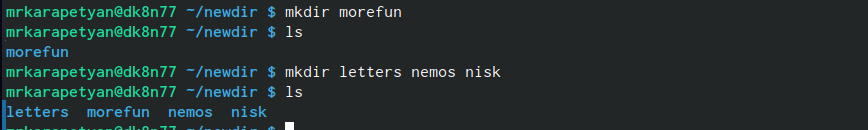 mrkarapetyan@dk8n77 ~/newdir $ mkdir morefun
mrkarapetyan@dk8n77 ~/newdir $ ls
morefun
mrkarapetyan@dk8n77 ~/newdir $ mkdir letters nemos nisk
mrkarapetyan@dk8n77 ~/newdir $ ls
letters  morefun  nemos  nisk